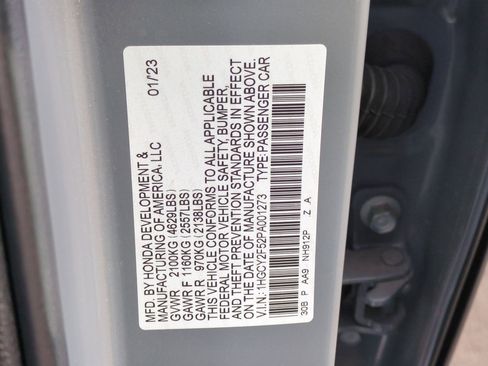 MFD. BY HONDA DEVELOPMENT &
MANUFACTURING OF AMERICA, LLC 01/23
GVWR 2100KG (4629LBS)
GAWR F 1160KG (2557LBS)
GAWR R 970KG (2138LBS)
THIS VEHICLE CONFORMS TO ALL APPLICABLE
FEDERAL MOTOR VEHICLE SAFETY, BUMPER,
AND THEFT PREVENTION STANDARDS IN EFFECT
ON THE DATE OF MANUFACTURE SHOWN ABOVE.
V.I.N.: 1HGCY2F52PA001273 TYPE: PASSENGER CAR
30B P AA9 NH912P Z A